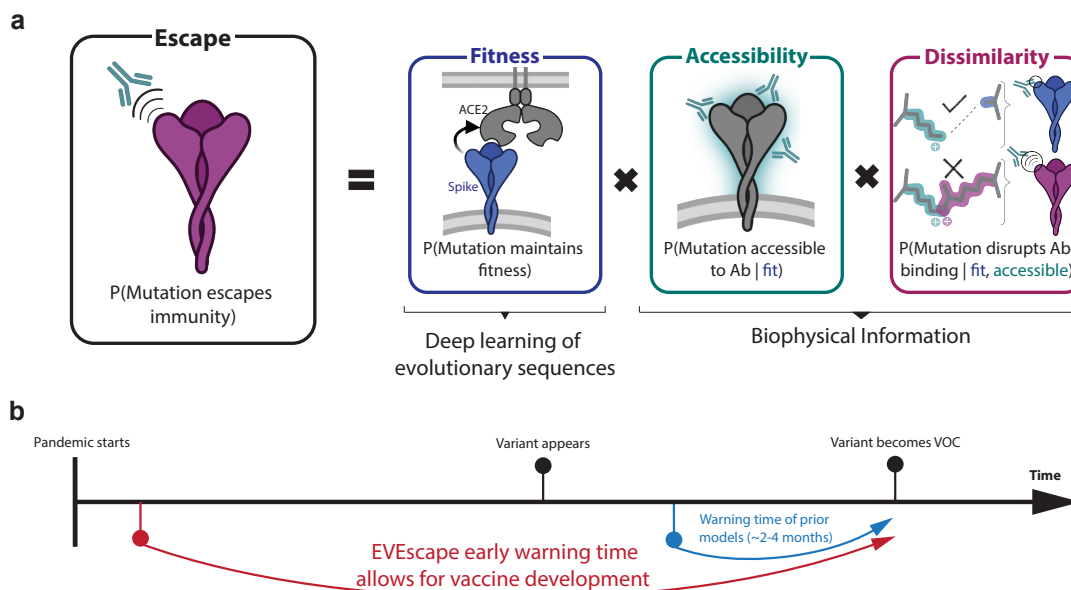 a
Escape
P(Mutation escapes
immunity)
=
Fitness
ACE2
Spike
P(Mutation maintains
fitness)
×
Accessibility
P(Mutation accessible
to Ab | fit)
×
Dissimilarity
+
+ +
P(Mutation disrupts Ab
binding | fit, accessible)
Deep learning of
evolutionary sequences
Biophysical Information
b
Pandemic starts
Variant appears
Variant becomes VOC
Time
Warning time of prior
models (~2-4 months)
EVEscape early warning time
allows for vaccine development